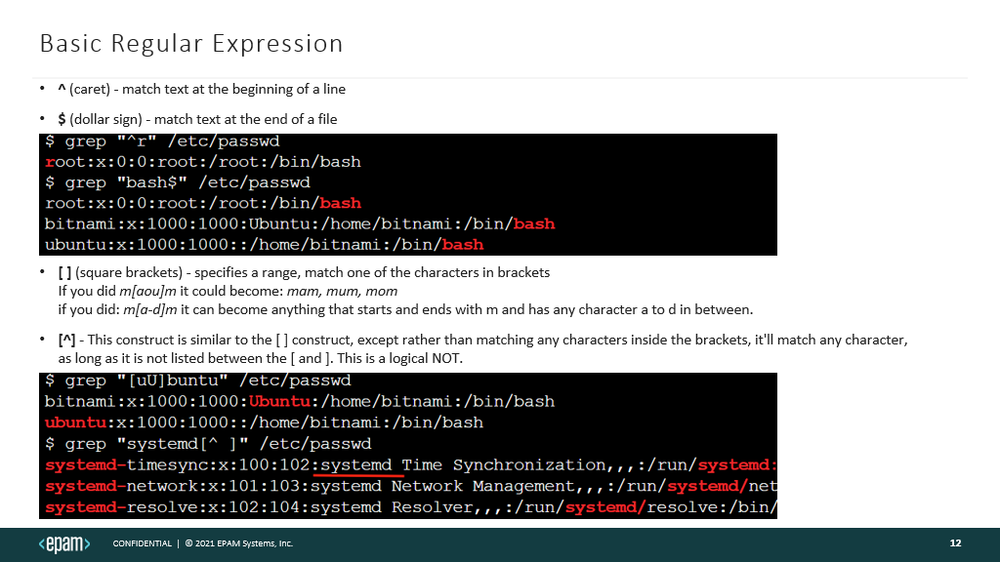 Basic Regular Expression
• ^ (caret) - match text at the beginning of a line
• $ (dollar sign) - match text at the end of a file
$ grep "^r" /etc/passwd
root:x:0:0:root:/root:/bin/bash
$ grep "bash$" /etc/passwd
root:x:0:0:root:/root:/bin/bash
bitnami:x:1000:1000:Ubuntu:/home/bitnami:/bin/bash
ubuntu:x:1000:1000::/home/bitnami:/bin/bash
• [ ] (square brackets) - specifies a range, match one of the characters in brackets
If you did m[aou]m it could become: mam, mum, mom
if you did: m[a-d]m it can become anything that starts and ends with m and has any character a to d in between.
• [^] - This construct is similar to the [ ] construct, except rather than matching any characters inside the brackets, it'll match any character,
as long as it is not listed between the [ and ]. This is a logical NOT.
$ grep "[uU]buntu" /etc/passwd
bitnami:x:1000:1000:Ubuntu:/home/bitnami:/bin/bash
ubuntu:x:1000:1000::/home/bitnami:/bin/bash
$ grep "systemd[^ ]" /etc/passwd
systemd-timesync:x:100:102:systemd Time Synchronization,,,:/run/systemd:
systemd-network:x:101:103:systemd Network Management,,,:/run/systemd/net
systemd-resolve:x:102:104:systemd Resolver,,,:/run/systemd/resolve:/bin/
<epam> CONFIDENTIAL | © 2021 EPAM Systems, Inc. 12